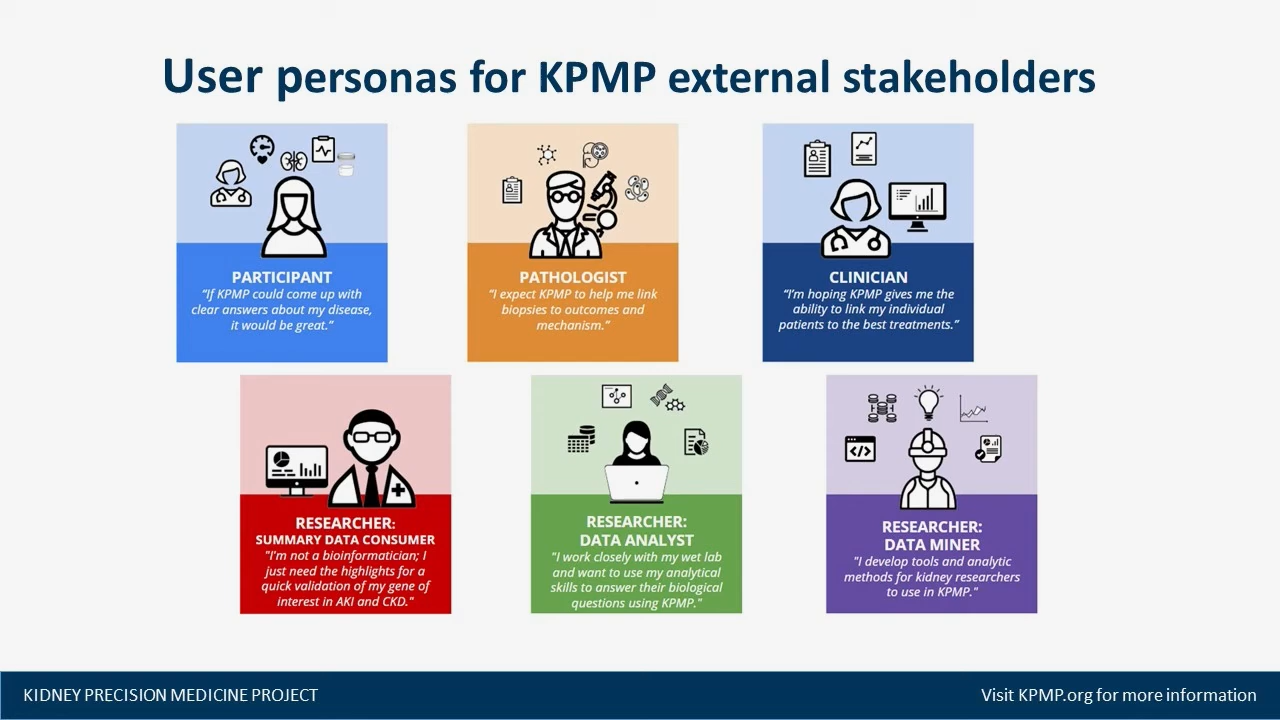 User personas for KPMP external stakeholders
PARTICIPANT
“If KPMP could come up with
clear answers about my disease,
it would be great.”
PATHOLOGIST
“I expect KPMP to help me link
biopsies to outcomes and
mechanism.”
CLINICIAN
“I’m hoping KPMP gives me the
ability to link my individual
patients to the best treatments.”
RESEARCHER:
SUMMARY DATA CONSUMER
"I'm not a bioinformatician; I
just need the highlights for a
quick validation of my gene of
interest in AKI and CKD."
RESEARCHER:
DATA ANALYST
"I work closely with my wet lab
and want to use my analytical
skills to answer their biological
questions using KPMP."
RESEARCHER:
DATA MINER
"I develop tools and analytic
methods for kidney researchers
to use in KPMP."
KIDNEY PRECISION MEDICINE PROJECT
Visit KPMP.org for more information